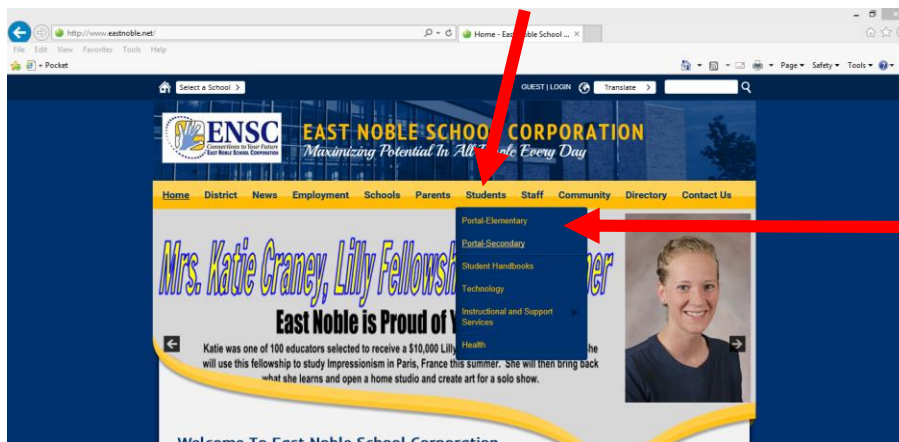 http://www.eastnoble.net/
Home - East Noble School ...
File Edit View Favorites Tools Help
Pocket
Page Safety Tools
Select a School >
GUEST | LOGIN
Translate >
ENSC
Connections to Your Future
East Noble School Corporation
EAST NOBLE SCHOOL CORPORATION
Maximizing Potential In All Every Day
Home District News Employment Schools Parents Students Staff Community Directory Contact Us
Portal-Elementary
Portal-Secondary
Student Handbooks
Technology
Instructional and Support
Services
Health
Mrs. Katie Craney, Lilly
East Noble is Proud of
Katie was one of 100 educators selected to receive a $10,000 Lilly
will use this fellowship to study Impressionism in Paris, France this summer. She will then bring back
what she learns and open a home studio and create art for a solo show.
Welcome To East Noble School Corporation